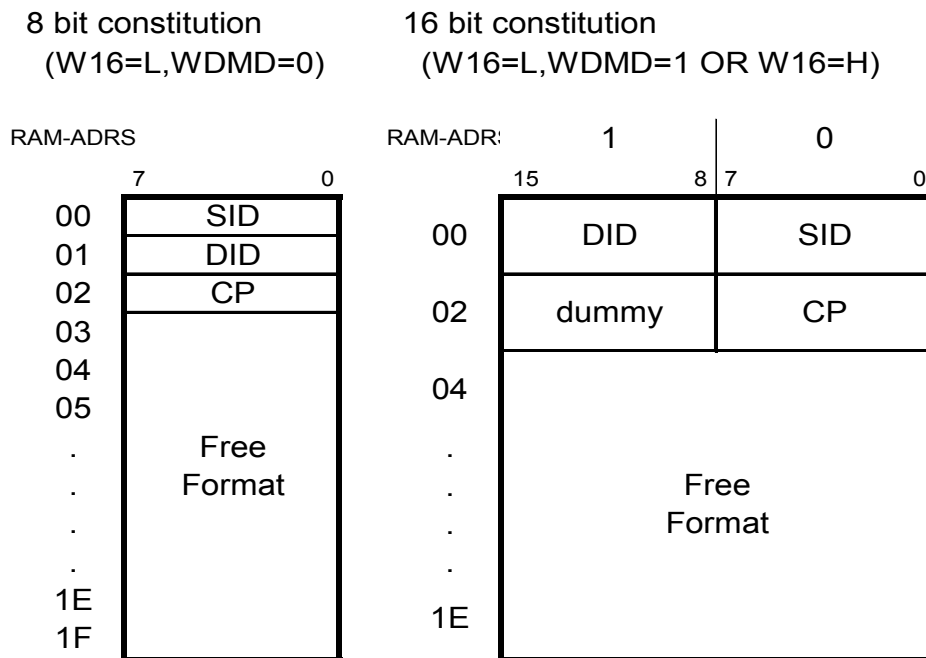 8 bit constitution
(W16=L,WDMD=0)
RAM-ADRS
7 0
00 SID
01 DID
02 CP
03
04
05
.
.
.
.
1E
1F
Free
Format
16 bit constitution
(W16=L,WDMD=1 OR W16=H)
RAM-ADRS 1 0
15 8 7 0
00 DID SID
02 dummy CP
04
.
.
.
.
1E
Free
Format